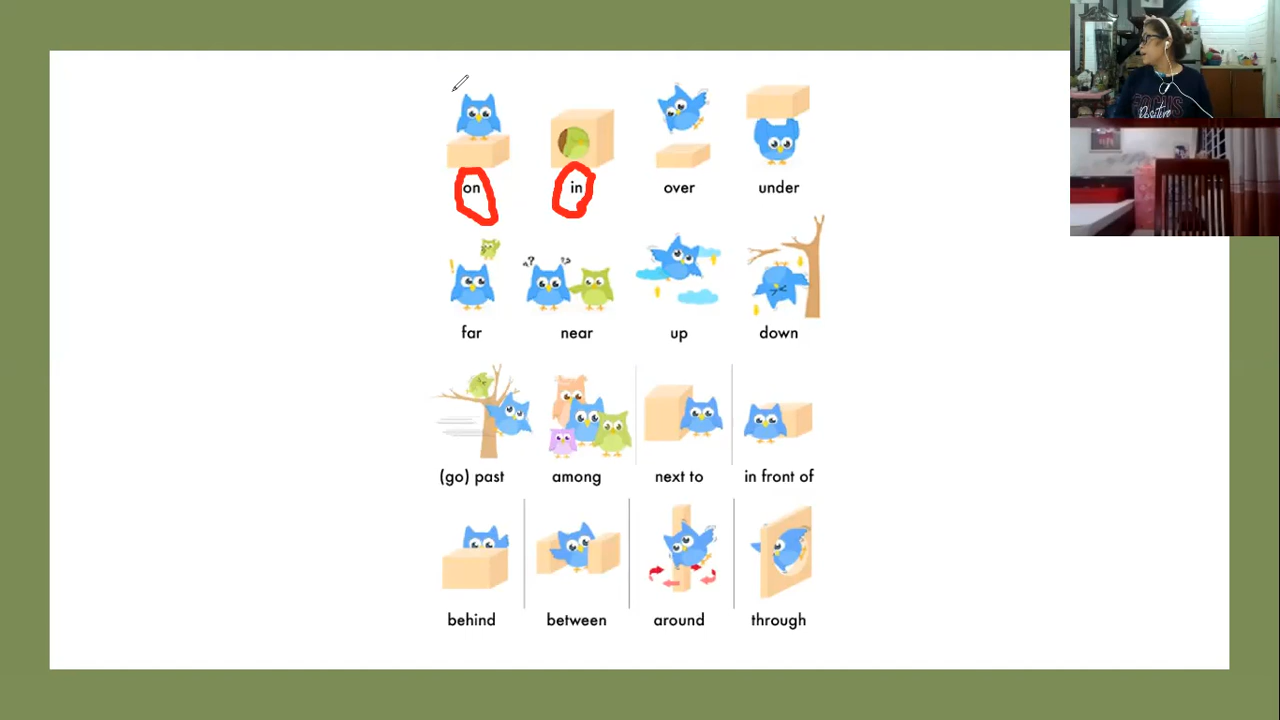 on in over under
far near up down
(go) past among next to in front of
behind between around through
Positive